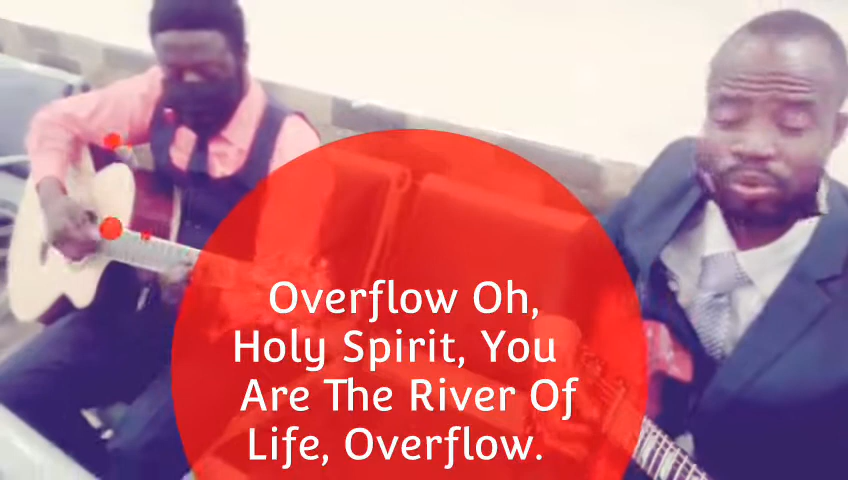 Overflow Oh,
Holy Spirit, You
Are The River Of
Life, Overflow.